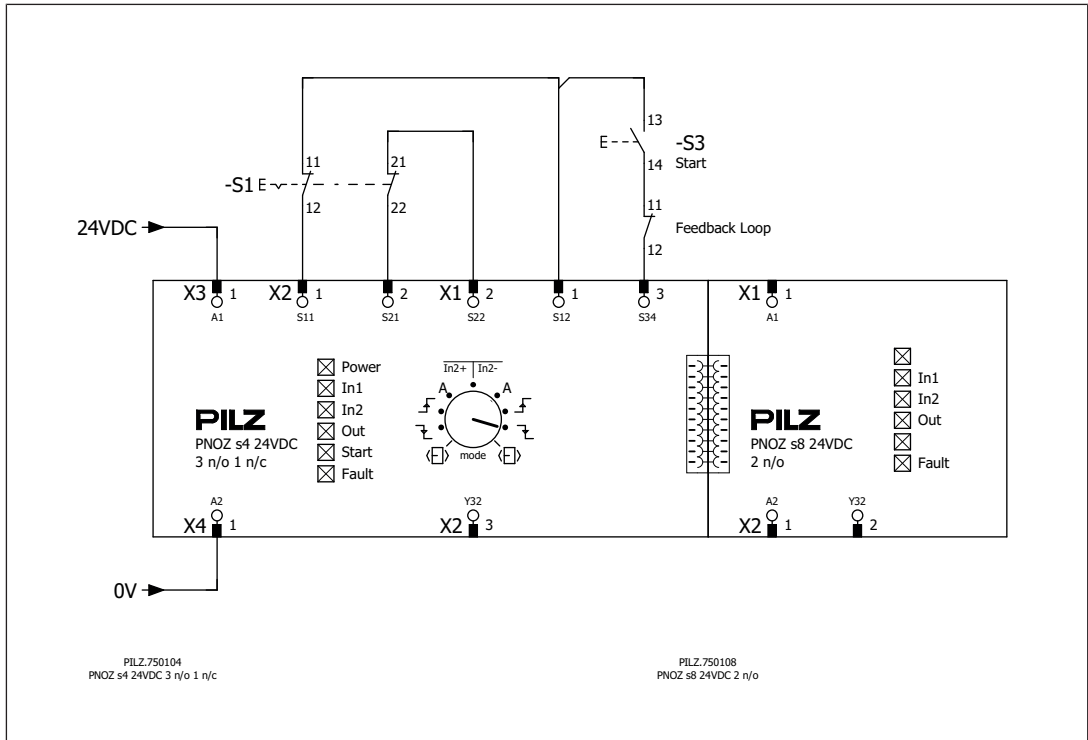 13
E -S3
14 Start
11 21
-S1 E
12 22
11
Feedback Loop
12
24VDC
X3 1 X2 1 2 X1 2 1 3 X1 1
A1 S11 S21 S22 S12 S34 A1
Power
In1
In2
Out
Start
Fault
In2+ In2-
A A
mode
PILZ
PNOZ s4 24VDC
3 n/o 1 n/c
PILZ
PNOZ s8 24VDC
2 n/o
In1
In2
Out
Fault
A2 Y32 A2 Y32
X4 1 X2 3 X2 1 2
0V
PILZ.750104
PNOZ s4 24VDC 3 n/o 1 n/c
PILZ.750108
PNOZ s8 24VDC 2 n/o